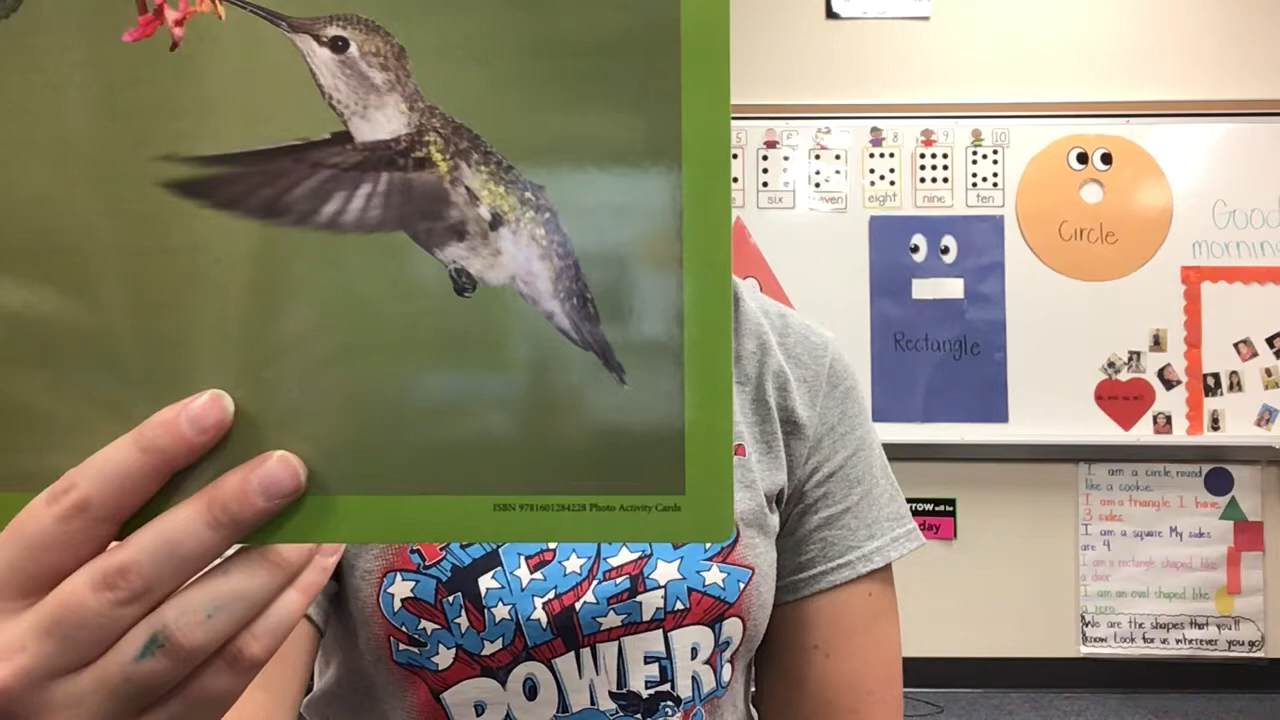 6
8
9
10
six
eight
nine
ten
Circle
Good
Rectangle
ISBN 9781601284228 Photo Activity Cards
I am a circle, round
like a cookie.
I am a triangle I have
3 sides
I am a square My sides
are 4
I am a rectangle shaped like
a door
I am an oval shaped like
a zero
We are the shapes that you'll
know Look for us wherever you go!
will be
day
SUPER
POWER?